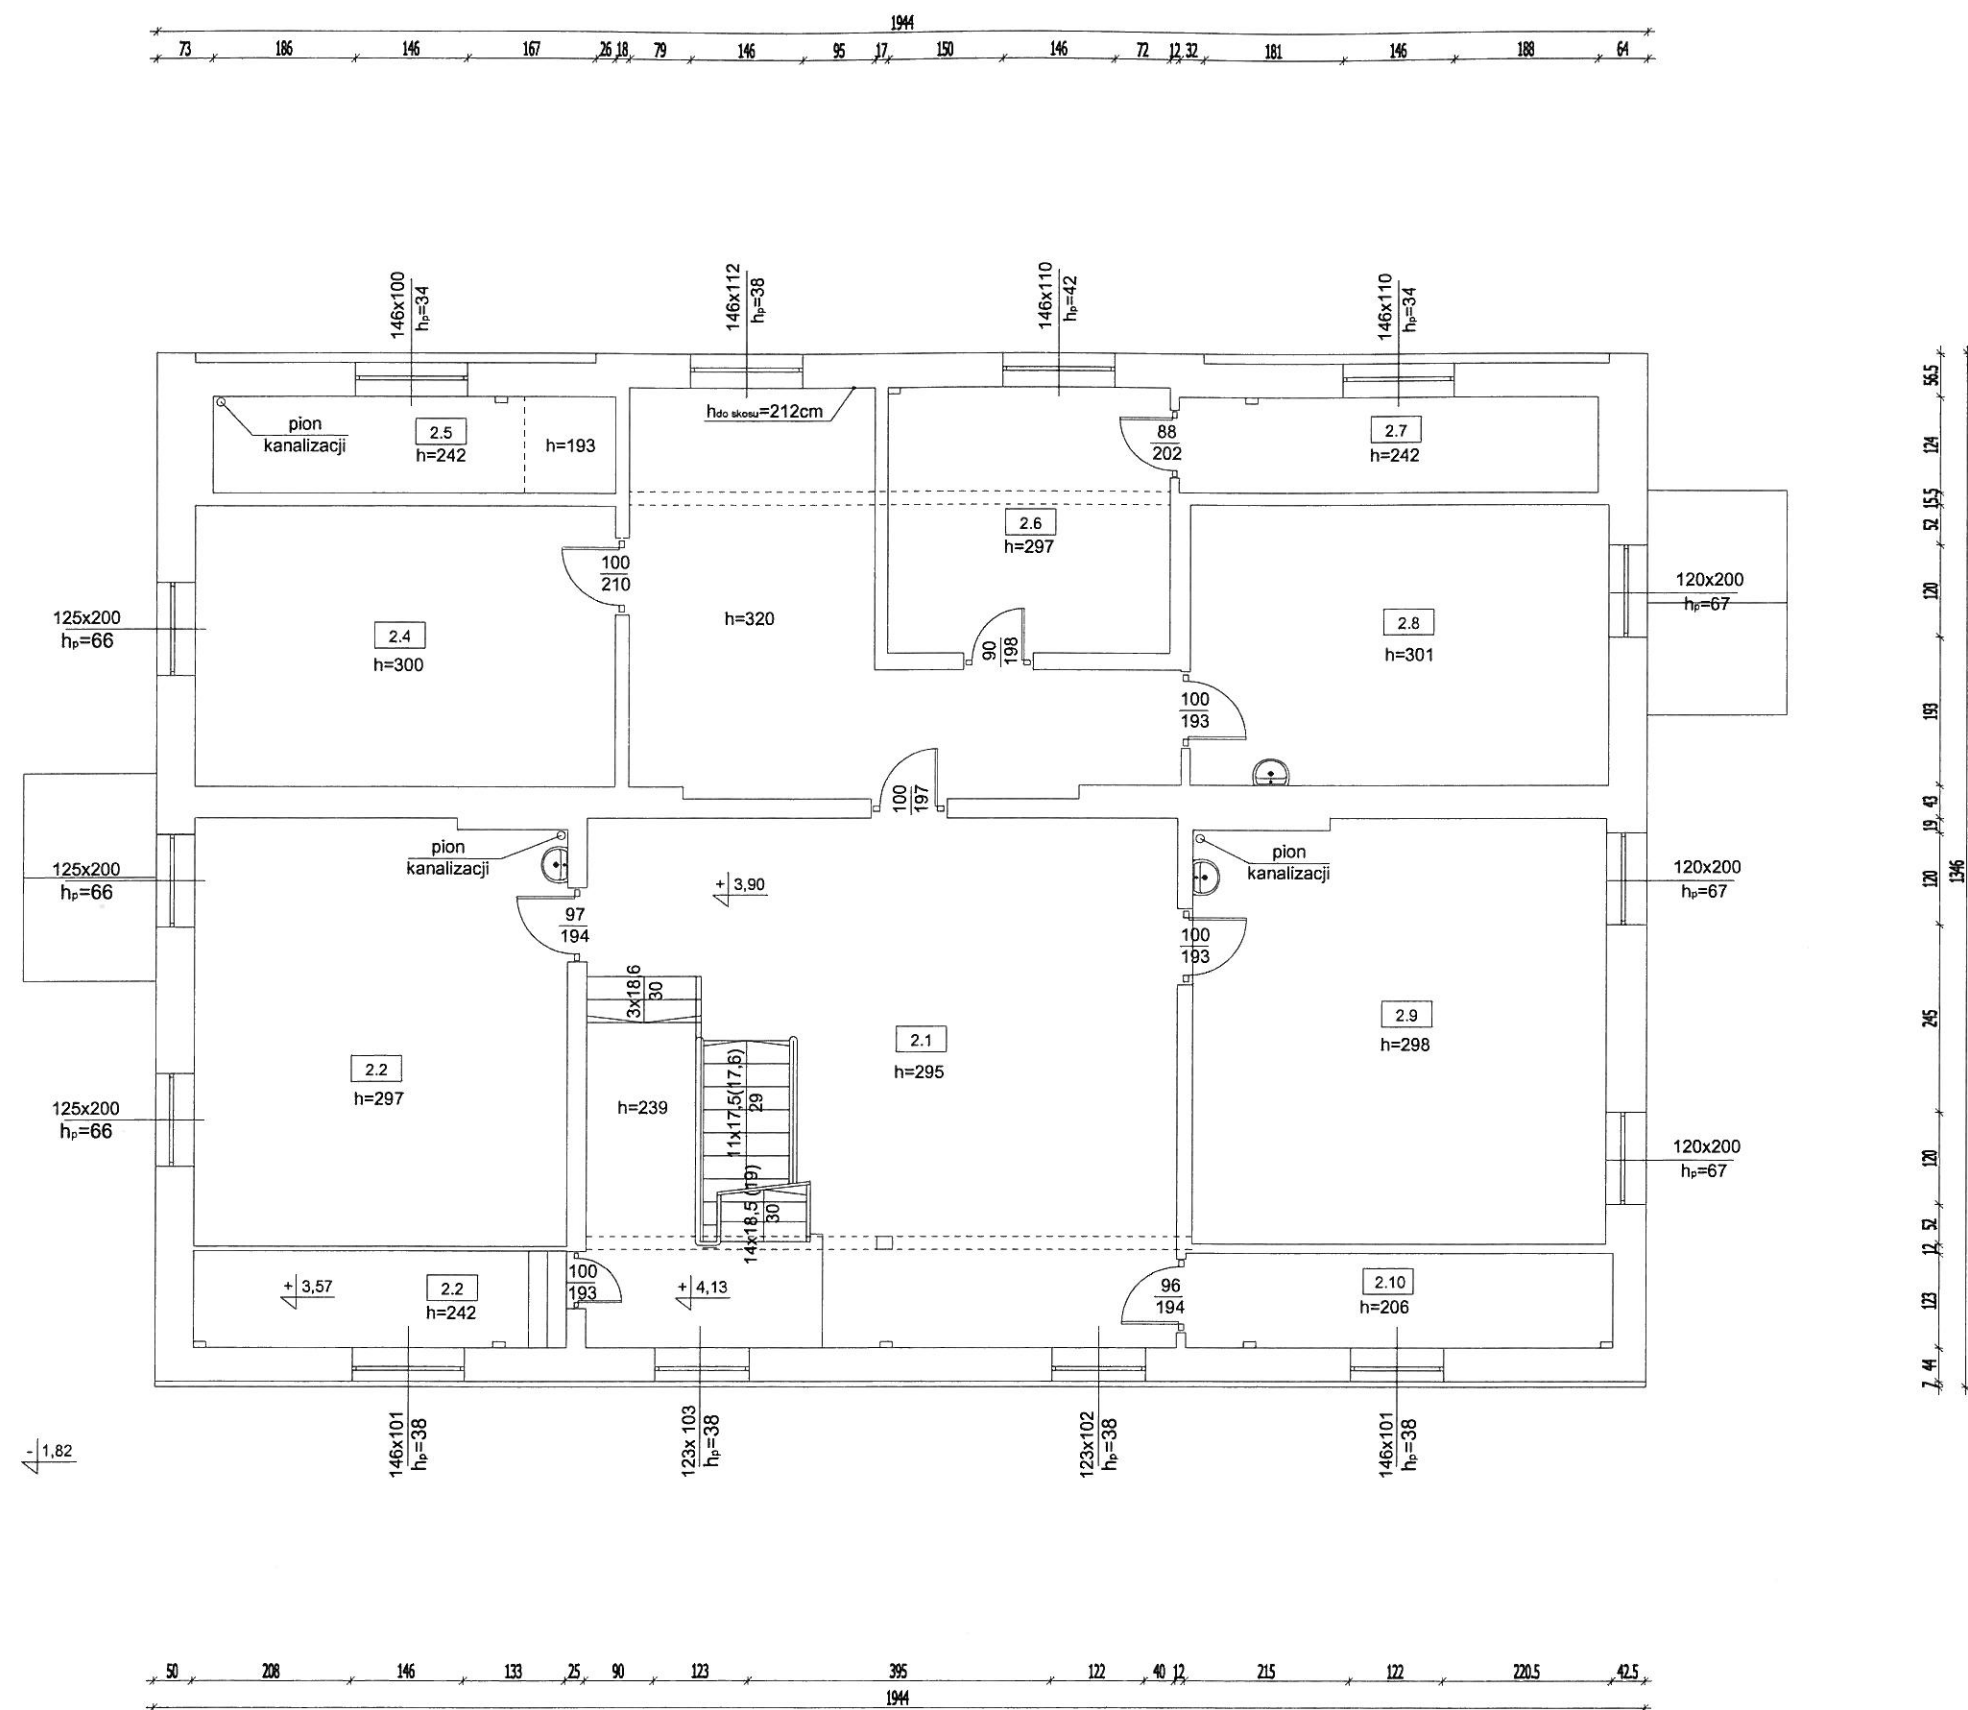 1944
73 186 146 167 26 18 79 146 95 17 150 146 72 12 32 181 146 188 64
146x100
hp=34
146x112
hp=38
146x110
hp=42
146x110
hp=34
pion
kanalizacji
2.5
h=242
h=193
hdo skosu=212cm
88
202
2.7
h=242
2.6
h=297
100
210
125x200
hp=66
2.4
h=300
h=320
90
198
2.8
h=301
120x200
hp=67
100
193
100
197
pion
kanalizacji
125x200
hp=66
97
194
+ 3,90
pion
kanalizacji
100
193
120x200
hp=67
3x18,6
30
2.1
h=295
2.9
h=298
2.2
h=297
125x200
hp=66
h=239
11x17,5(17,6)
29
14x18,5 (19)
30
120x200
hp=67
+ 3,57
2.2
h=242
100
193
+ 4,13
96
194
2.10
h=206
146x101
hp=38
123x 103
hp=38
123x102
hp=38
146x101
hp=38
- 1,82
56.5
124
15.5
52
120
193
43
19
120
245
120
52
12
123
44
7
1346
50 208 146 133 25 90 123 395 122 40 12 215 122 220.5 42.5
1944